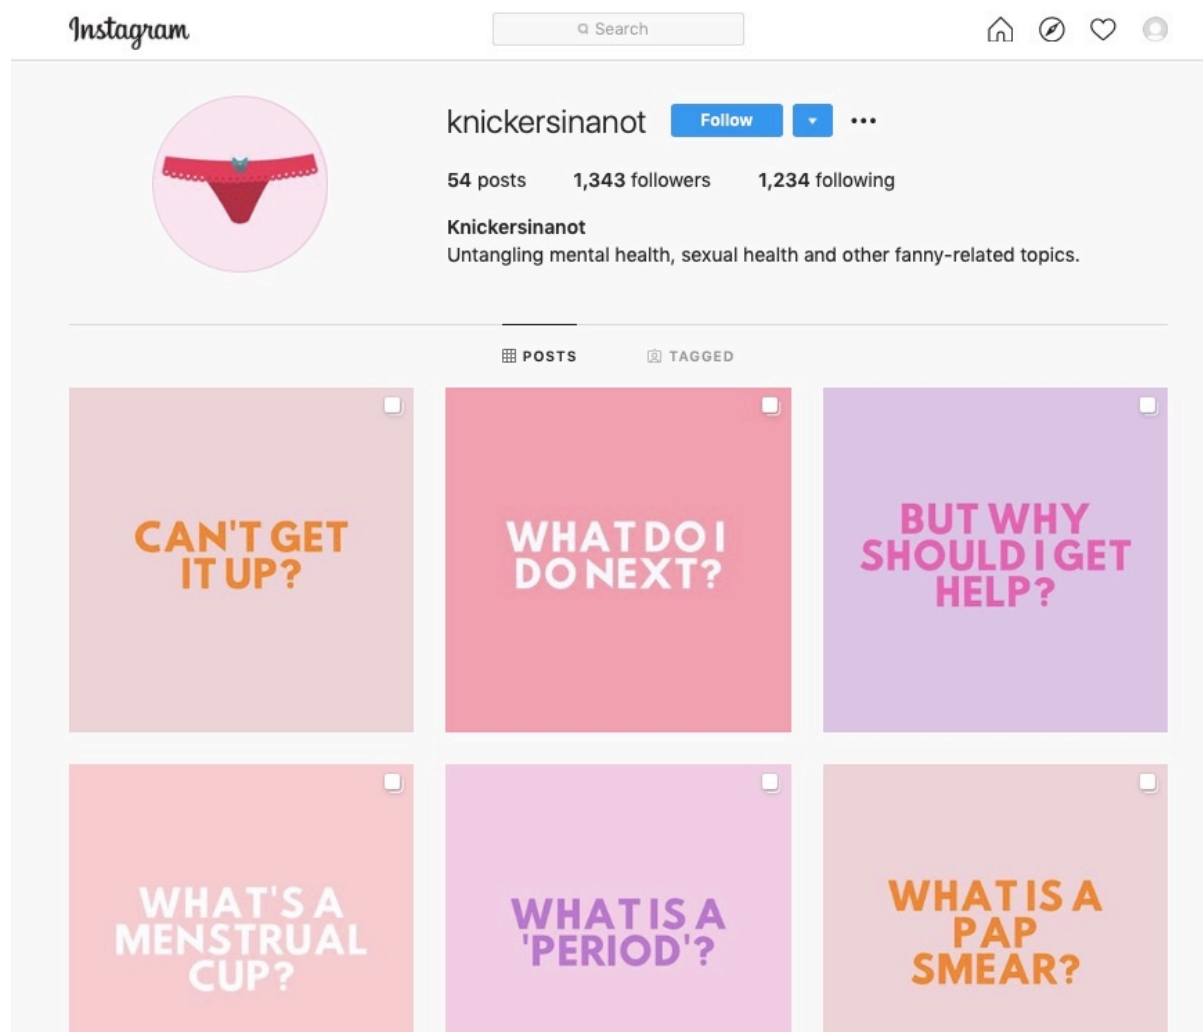 Instagram
Search
knickersinanot Follow
54 posts 1,343 followers 1,234 following
Knickersinanot
Untangling mental health, sexual health and other fanny-related topics.
POSTS TAGGED
CAN'T GET
IT UP?
WHAT DO I
DO NEXT?
BUT WHY
SHOULD I GET
HELP?
WHAT'S A
MENSTRUAL
CUP?
WHAT IS A
'PERIOD'?
WHAT IS A
PAP
SMEAR?